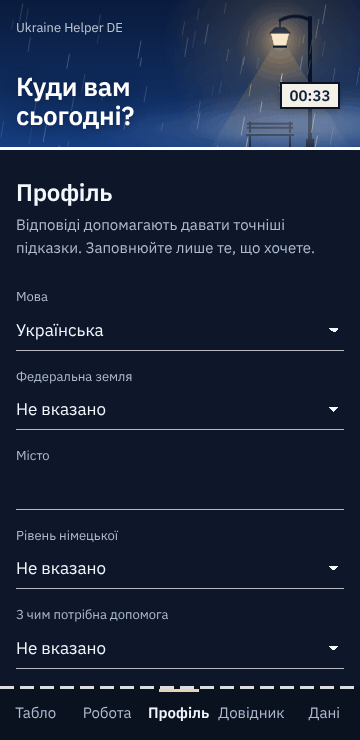 Ukraine Helper DE
Куди вам
сьогодні?
00:33
Профіль
Відповіді допомагають давати точніші
підказки. Заповнюйте лише те, що хочете.
Мова
Українська
Федеральна земля
Не вказано
Місто
Рівень німецької
Не вказано
З чим потрібна допомога
Не вказано
Табло Робота Профіль Довідник Дані